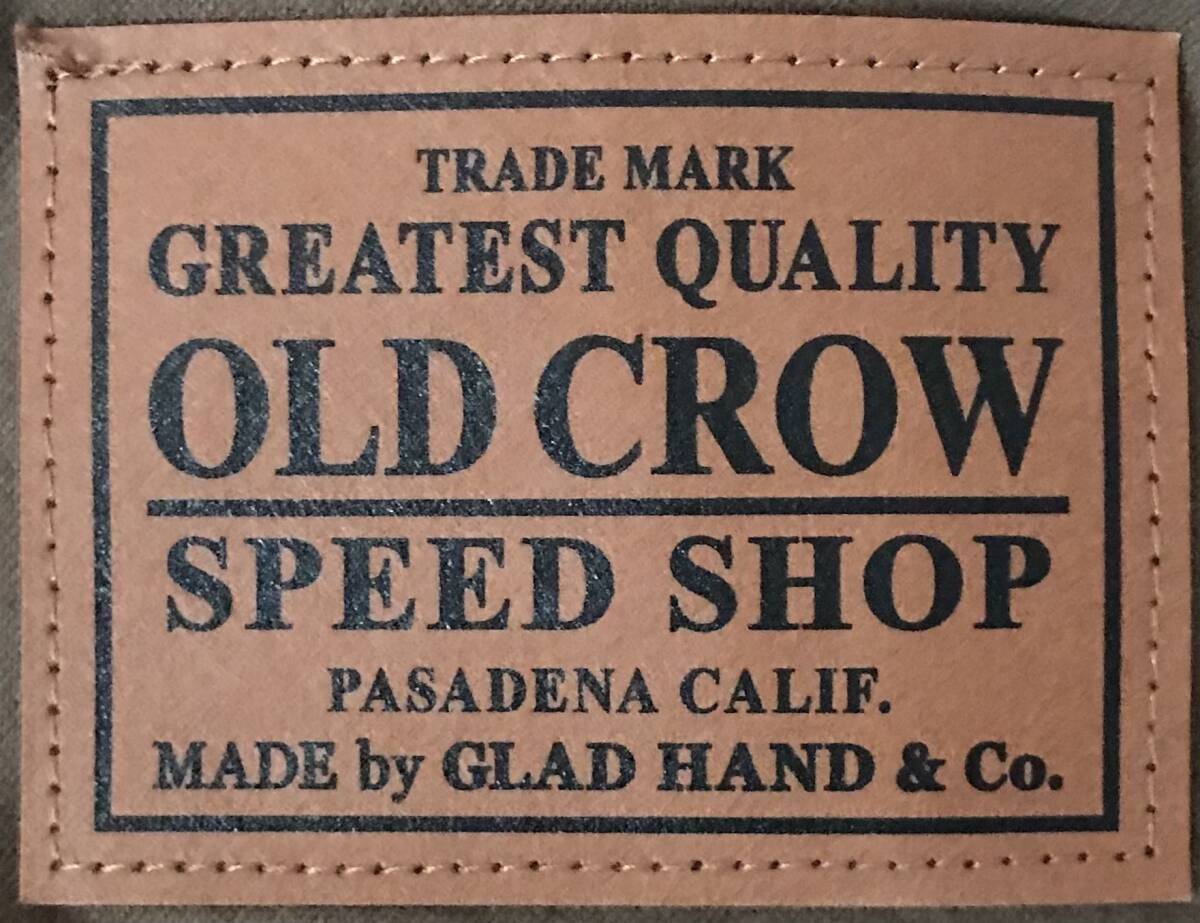 TRADE MARK
GREATEST QUALITY
OLD CROW
SPEED SHOP
PASADENA CALIF.
MADE by GLAD HAND & Co.